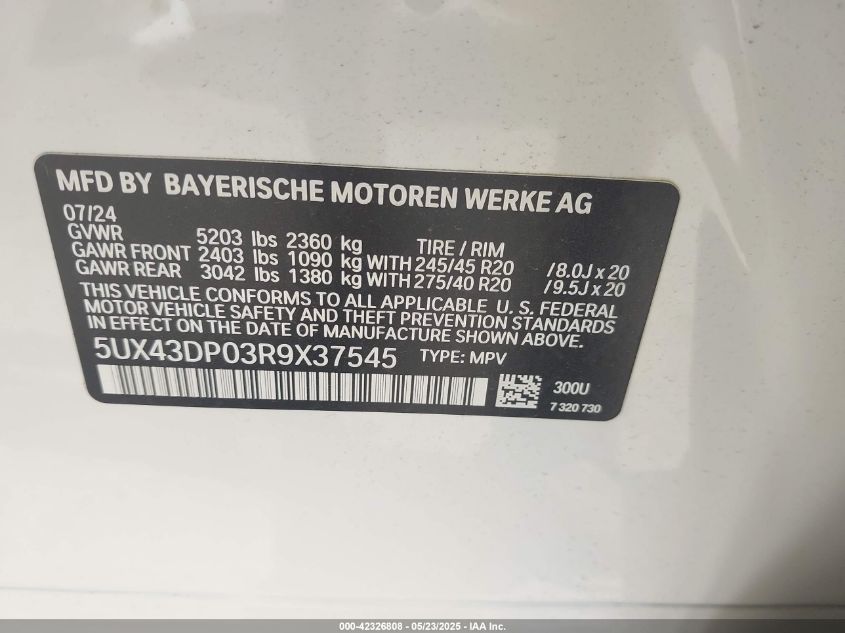 MFD BY BAYERISCHE MOTOREN WERKE AG
07/24
GVWR 5203 lbs 2360 kg TIRE / RIM
GAWR FRONT 2403 lbs 1090 kg WITH 245/45 R20 /8.0J x 20
GAWR REAR 3042 lbs 1380 kg WITH 275/40 R20 /9.5J x 20
THIS VEHICLE CONFORMS TO ALL APPLICABLE U. S. FEDERAL
MOTOR VEHICLE SAFETY AND THEFT PREVENTION STANDARDS
IN EFFECT ON THE DATE OF MANUFACTURE SHOWN ABOVE.
5UX43DP03R9X37545 TYPE: MPV
300U
7 320 730
000-42326808 - 05/23/2025 - IAA Inc.